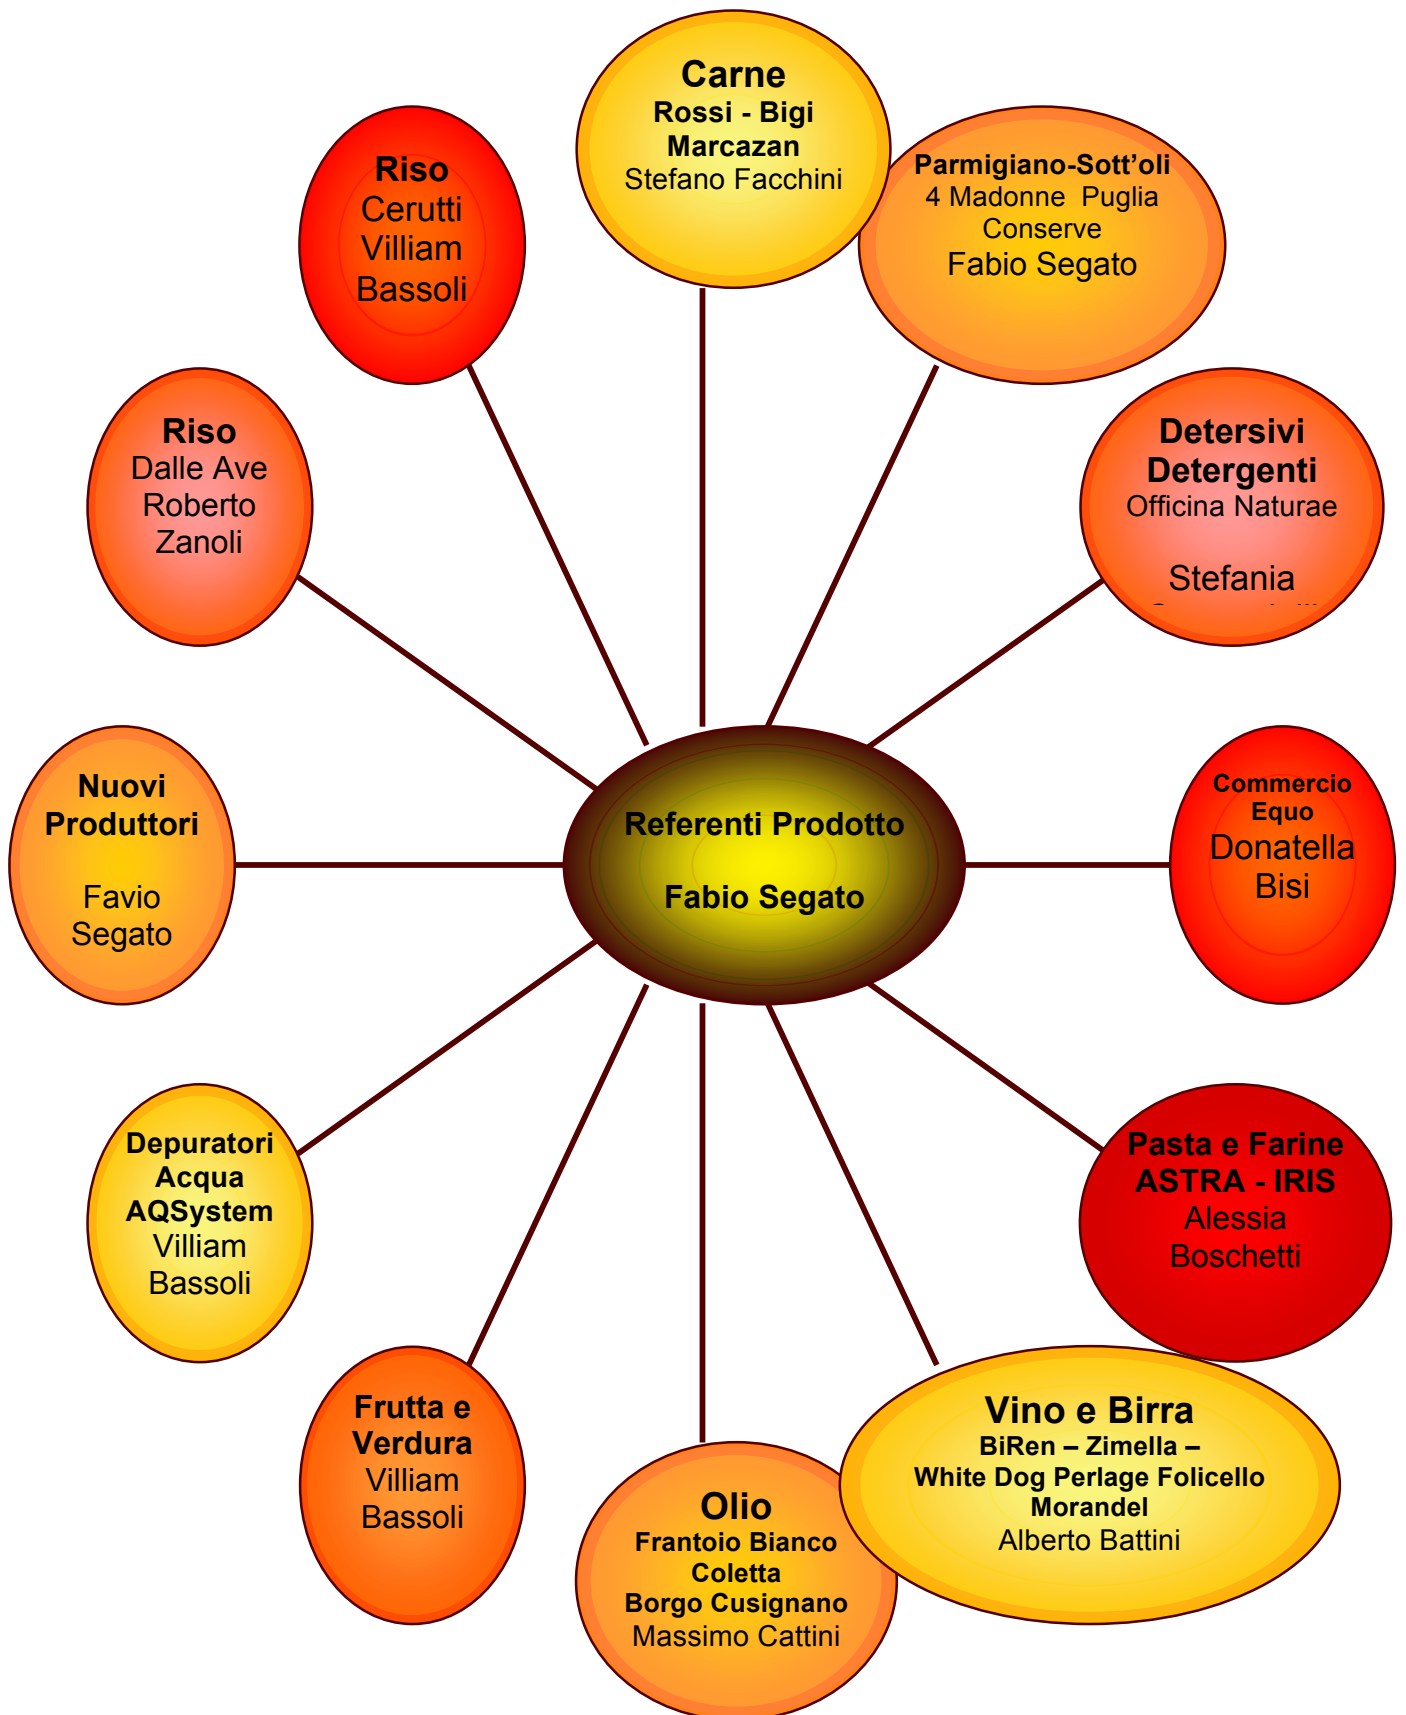 Carne
Rossi - Bigi
Marcazan
Stefano Facchini
Parmigiano-Sott'oli
4 Madonne Puglia
Conserve
Fabio Segato
Detersivi
Detergenti
Officina Naturae
Stefania
Commercio
Equo
Donatella
Bisi
Pasta e Farine
ASTRA - IRIS
Alessia
Boschetti
Vino e Birra
BiRen – Zimella –
White Dog Perlage Folicello
Morandel
Alberto Battini
Olio
Frantoio Bianco
Coletta
Borgo Cusignano
Massimo Cattini
Frutta e
Verdura
Villiam
Bassoli
Depuratori
Acqua
AQSystem
Villiam
Bassoli
Nuovi
Produttori
Favio
Segato
Riso
Dalle Ave
Roberto
Zanoli
Riso
Cerutti
Villiam
Bassoli
Referenti Prodotto
Fabio Segato